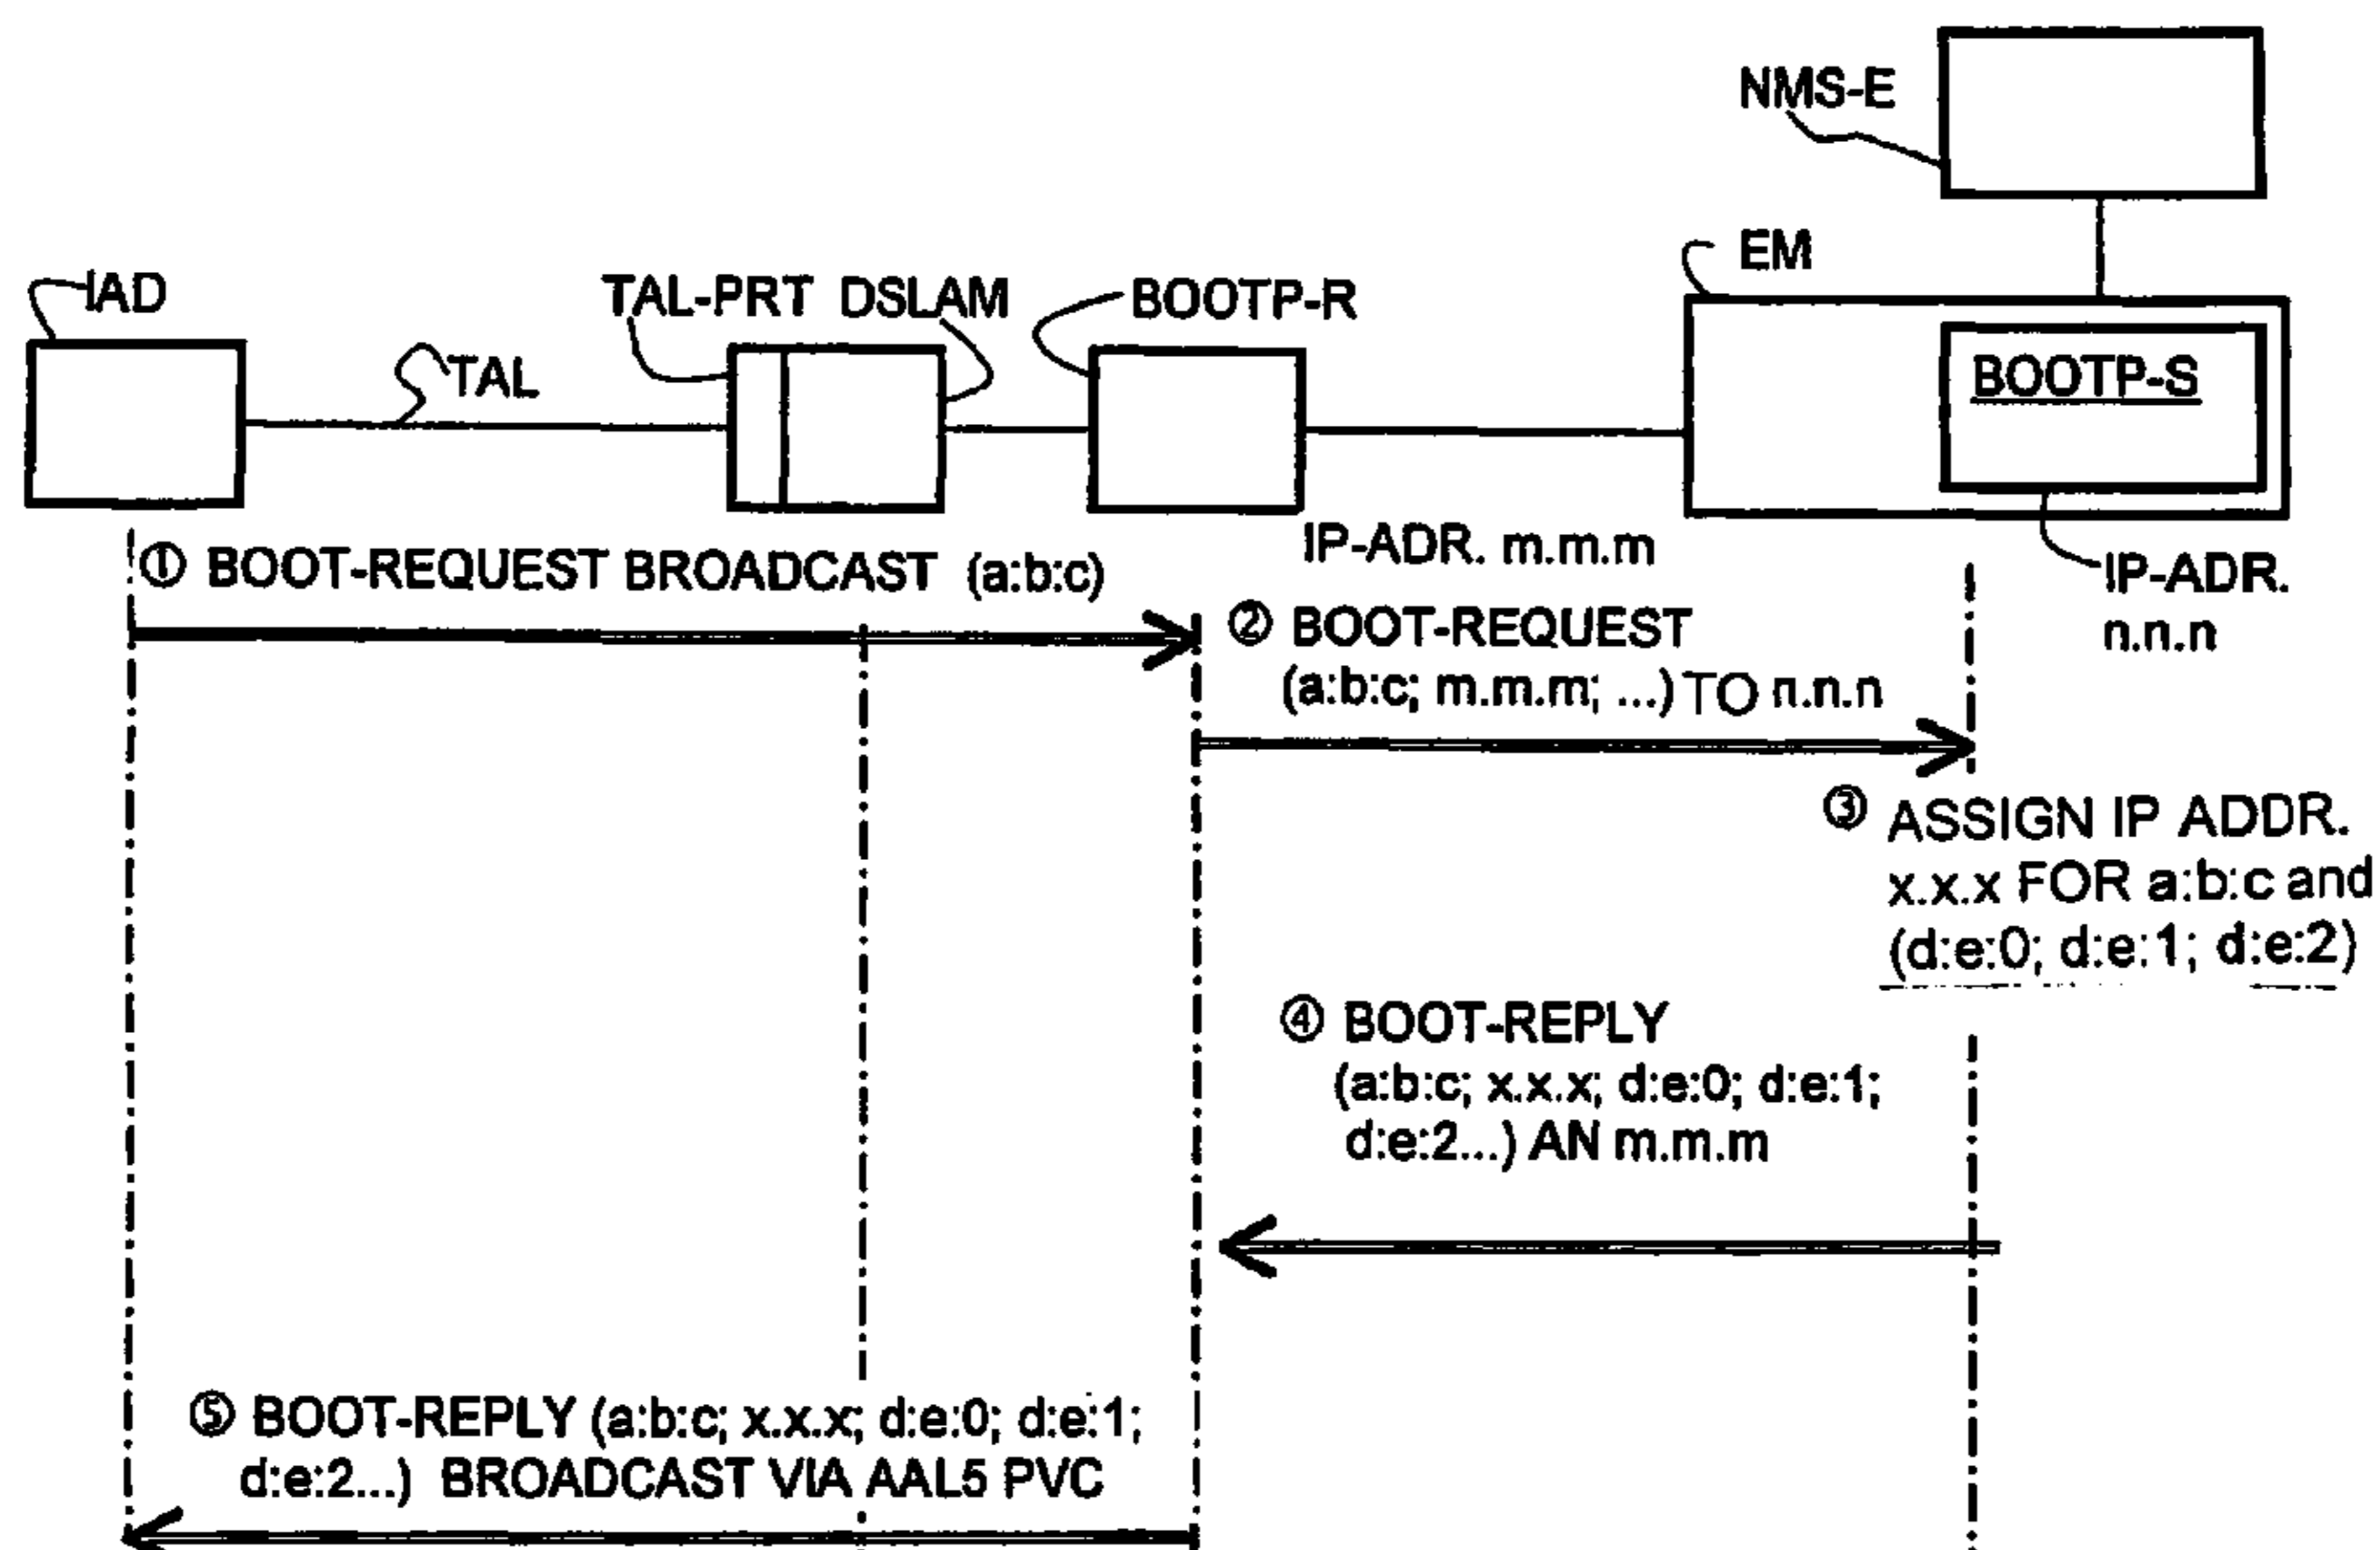 NMS-E
EM
IAD
TAL-PRT DSLAM
BOOTP-R
TAL
BOOTP-S
IP-ADR. m.m.m
IP-ADR.
n.n.n
① BOOT-REQUEST BROADCAST (a:b:c)
② BOOT-REQUEST
(a:b:c; m.m.m; ...) TO n.n.n
③ ASSIGN IP ADDR.
x.x.x FOR a:b:c and
(d:e:0; d:e:1; d:e:2)
④ BOOT-REPLY
(a:b:c; x.x.x; d:e:0; d:e:1;
d:e:2...) AN m.m.m
⑤ BOOT-REPLY (a:b:c; x.x.x; d:e:0; d:e:1;
d:e:2...) BROADCAST VIA AAL5 PVC